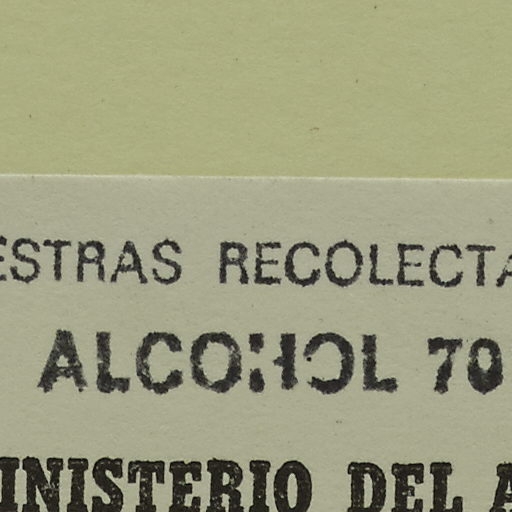 ESTRAS RECOLECTA
ALCOHOL 70
INISTERIO DEL A